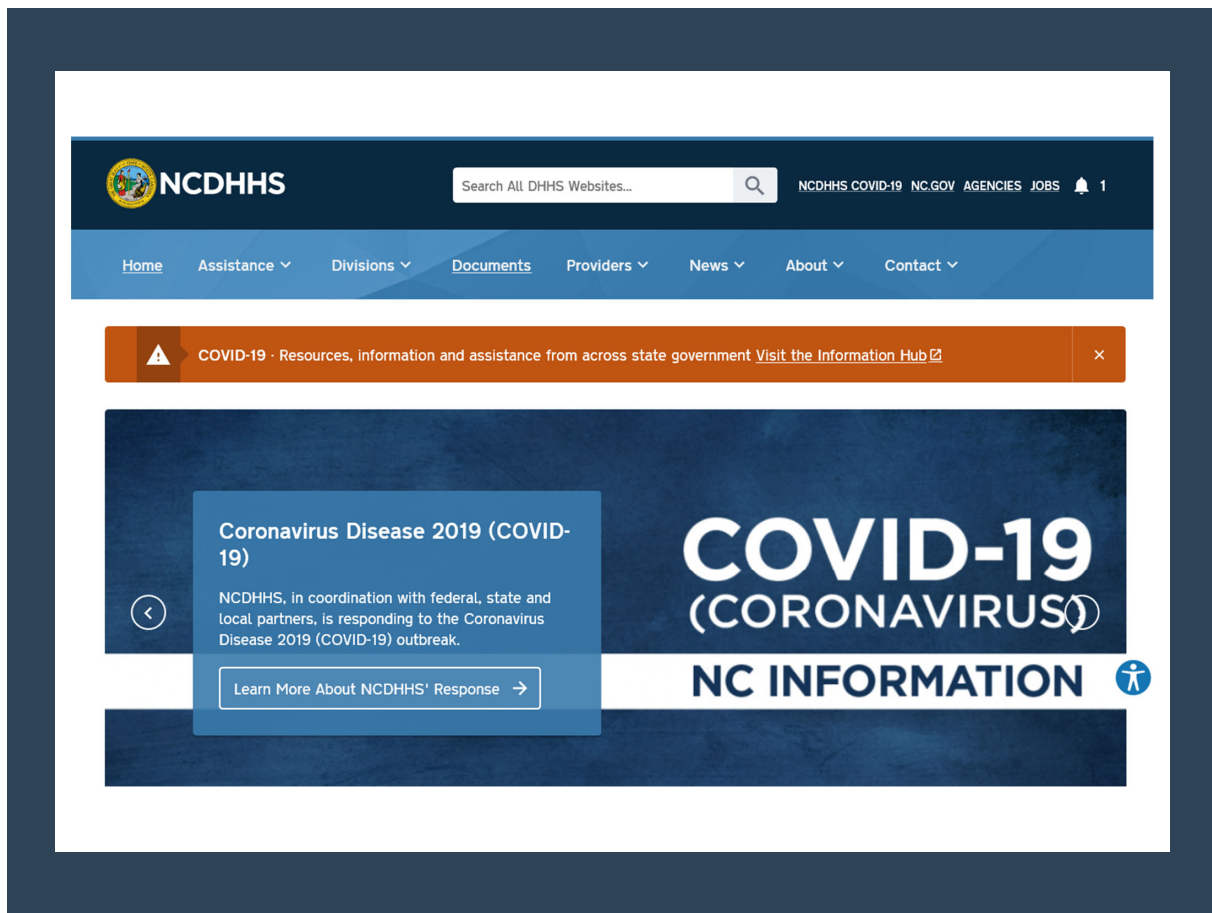 NCDHHS
Search All DHHS Websites...
NCDHHS COVID-19 NC.GOV AGENCIES JOBS 1
Home Assistance Divisions Documents Providers News About Contact
COVID-19 · Resources, information and assistance from across state government Visit the Information Hub
Coronavirus Disease 2019 (COVID-
19)
NCDHHS, in coordination with federal, state and
local partners, is responding to the Coronavirus
Disease 2019 (COVID-19) outbreak.
Learn More About NCDHHS' Response
COVID-19
(CORONAVIRUS)
NC INFORMATION